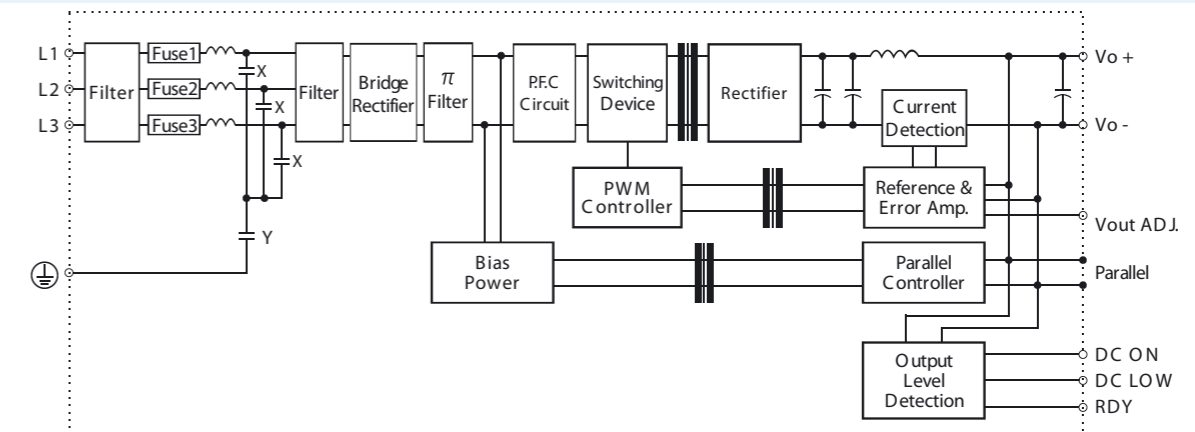 L1
L2
L3
Filter
Fuse1
Fuse2
Fuse3
X
X
X
Y
Filter
Bridge
Rectifier
π
Filter
P.F.C
Circuit
Switching
Device
Rectifier
Current
Detection
Vo +
Vo -
PWM
Controller
Reference &
Error Amp.
Vout ADJ.
Bias
Power
Parallel
Controller
Parallel
Output
Level
Detection
DC ON
DC LOW
RDY